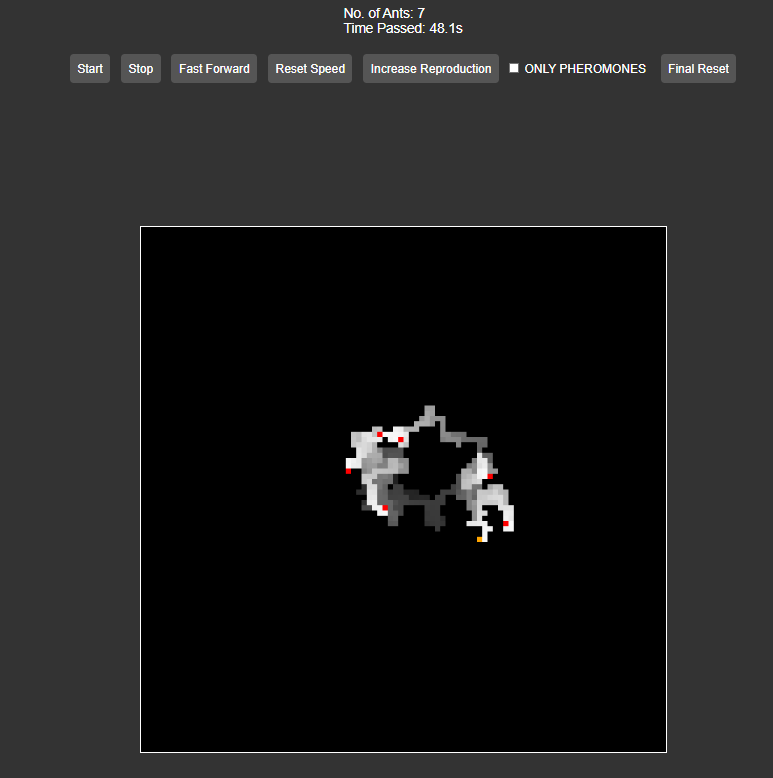 No. of Ants: 7
Time Passed: 48.1s
Start Stop Fast Forward Reset Speed Increase Reproduction ONLY PHEROMONES Final Reset